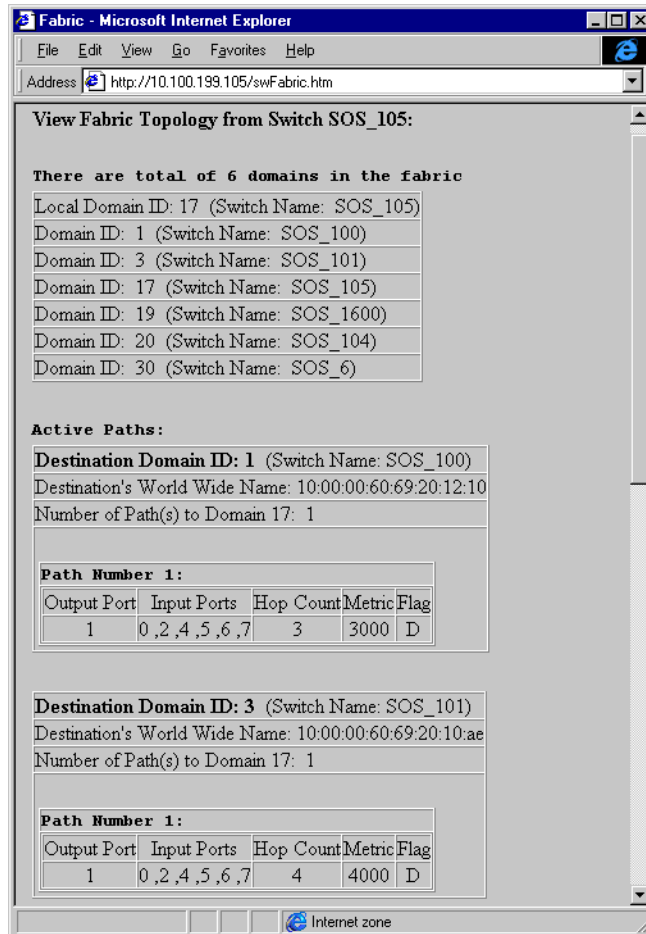 Fabric - Microsoft Internet Explorer
File Edit View Go Favorites Help
Address http://10.100.199.105/swFabric.htm
View Fabric Topology from Switch SOS_105:
There are total of 6 domains in the fabric
Local Domain ID: 17 (Switch Name: SOS_105)
Domain ID: 1 (Switch Name: SOS_100)
Domain ID: 3 (Switch Name: SOS_101)
Domain ID: 17 (Switch Name: SOS_105)
Domain ID: 19 (Switch Name: SOS_1600)
Domain ID: 20 (Switch Name: SOS_104)
Domain ID: 30 (Switch Name: SOS_6)
Active Paths:
Destination Domain ID: 1 (Switch Name: SOS_100)
Destination's World Wide Name: 10:00:00:60:69:20:12:10
Number of Path(s) to Domain 17: 1
Path Number 1:
Output Port Input Ports Hop Count Metric Flag
1 0 ,2 ,4 ,5 ,6 ,7 3 3000 D
Destination Domain ID: 3 (Switch Name: SOS_101)
Destination's World Wide Name: 10:00:00:60:69:20:10:ae
Number of Path(s) to Domain 17: 1
Path Number 1:
Output Port Input Ports Hop Count Metric Flag
1 0 ,2 ,4 ,5 ,6 ,7 4 4000 D
Internet zone